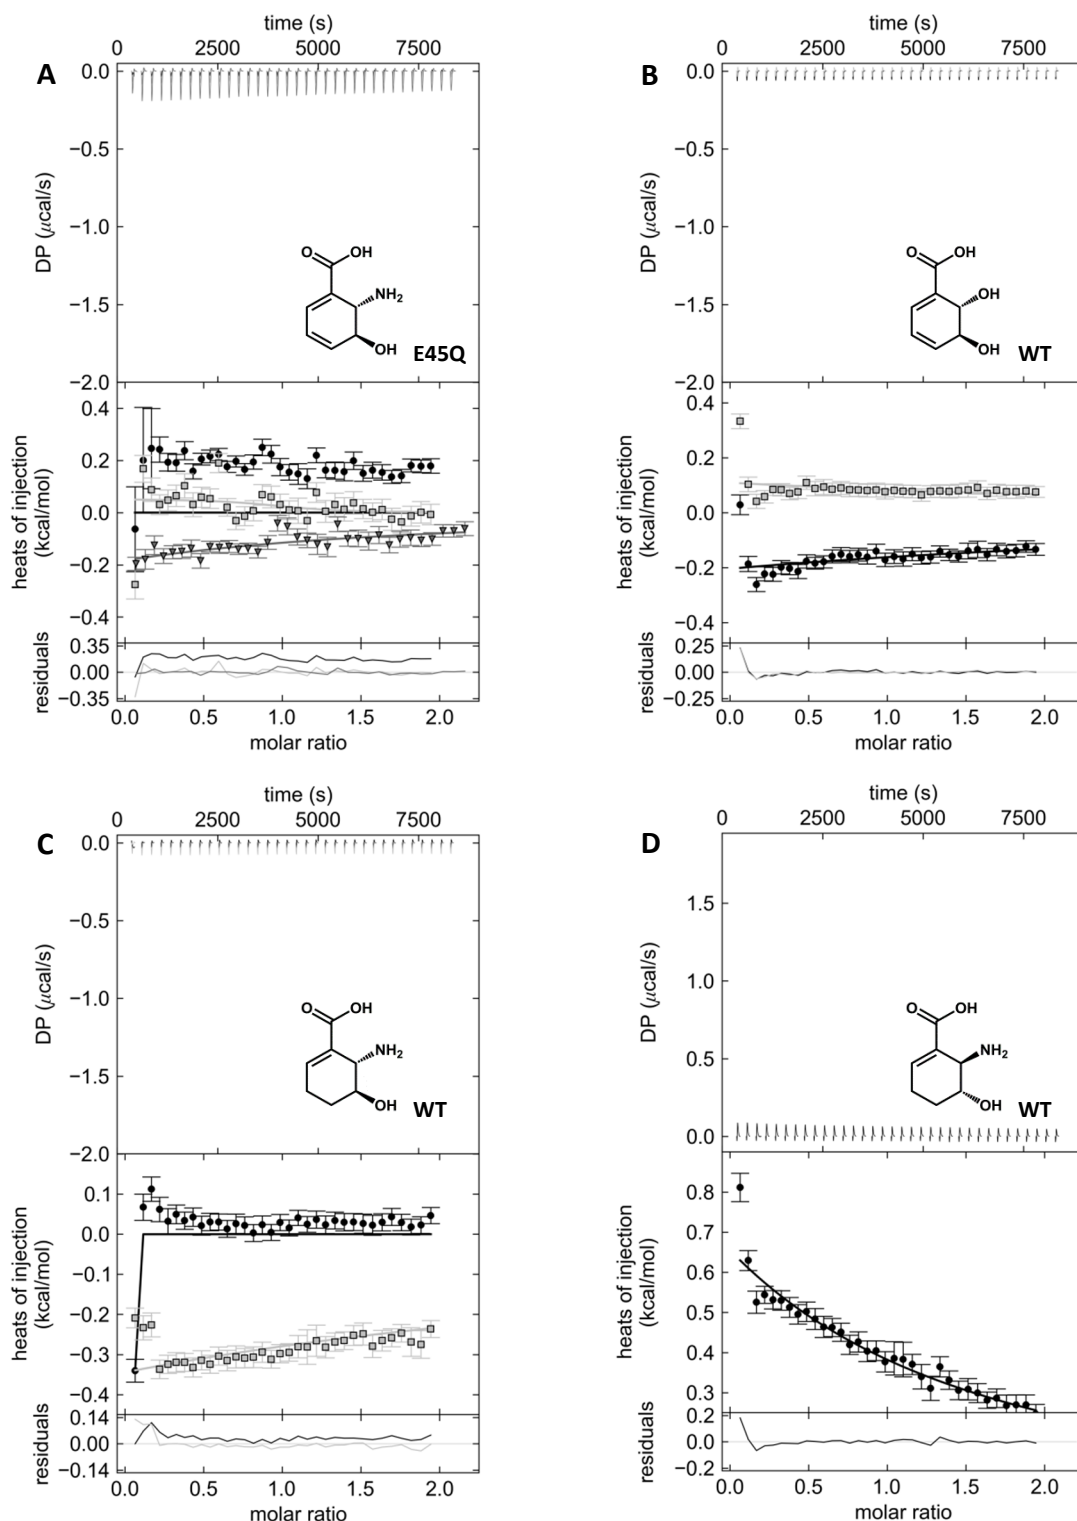 time (s)
0 2500 5000 7500
A
0.0
−0.5
−1.0
−1.5
−2.0
DP (μcal/s)
O OH
NH2
OH
E45Q
0.4
0.2
0.0
−0.2
−0.4
heats of injection
(kcal/mol)
0.35
0.00
−0.35
residuals
0.0 0.5 1.0 1.5 2.0
molar ratio
time (s)
0 2500 5000 7500
B
0.0
−0.5
−1.0
−1.5
−2.0
DP (μcal/s)
O OH
OH
OH
WT
0.4
0.2
0.0
−0.2
−0.4
heats of injection
(kcal/mol)
0.25
0.00
−0.25
residuals
0.0 0.5 1.0 1.5 2.0
molar ratio
time (s)
0 2500 5000 7500
C
0.0
−0.5
−1.0
−1.5
−2.0
DP (μcal/s)
O OH
NH2
OH
WT
0.1
0.0
−0.1
−0.2
−0.3
−0.4
heats of injection
(kcal/mol)
0.14
0.00
−0.14
residuals
0.0 0.5 1.0 1.5 2.0
molar ratio
time (s)
0 2500 5000 7500
D
1.5
1.0
0.5
0.0
DP (μcal/s)
O OH
NH2
OH
WT
0.8
0.7
0.6
0.5
0.4
0.3
heats of injection
(kcal/mol)
0.2
0.0
−0.2
residuals
0.0 0.5 1.0 1.5 2.0
molar ratio